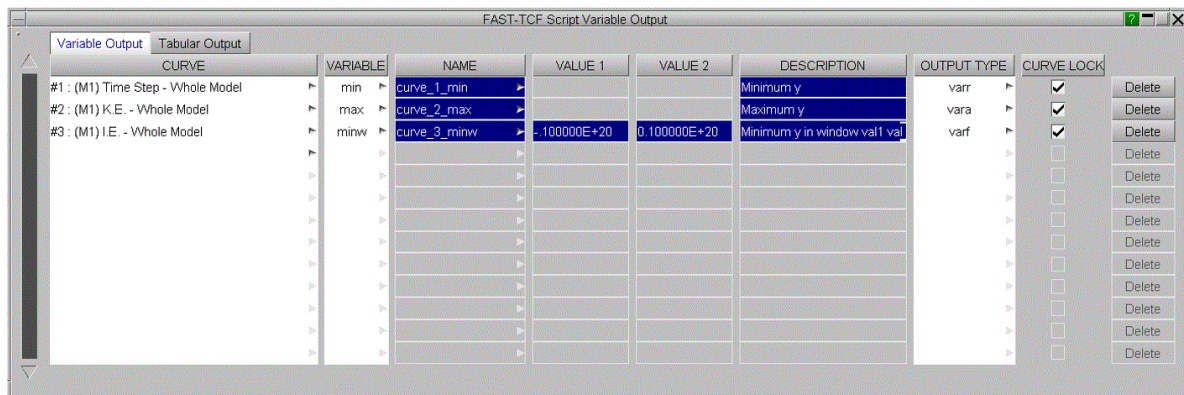 FAST-TCF Script Variable Output ?
Variable Output Tabular Output
CURVE VARIABLE NAME VALUE 1 VALUE 2 DESCRIPTION OUTPUT TYPE CURVE LOCK
#1 : (M1) Time Step - Whole Model min curve_1_min Minimum y varr Delete
#2 : (M1) K.E. - Whole Model max curve_2_max Maximum y vara Delete
#3 : (M1) I.E. - Whole Model minw curve_3_minw -.100000E+20 0.100000E+20 Minimum y in window val1 val varf Delete
Delete
Delete
Delete
Delete
Delete
Delete
Delete
Delete
Delete
Delete